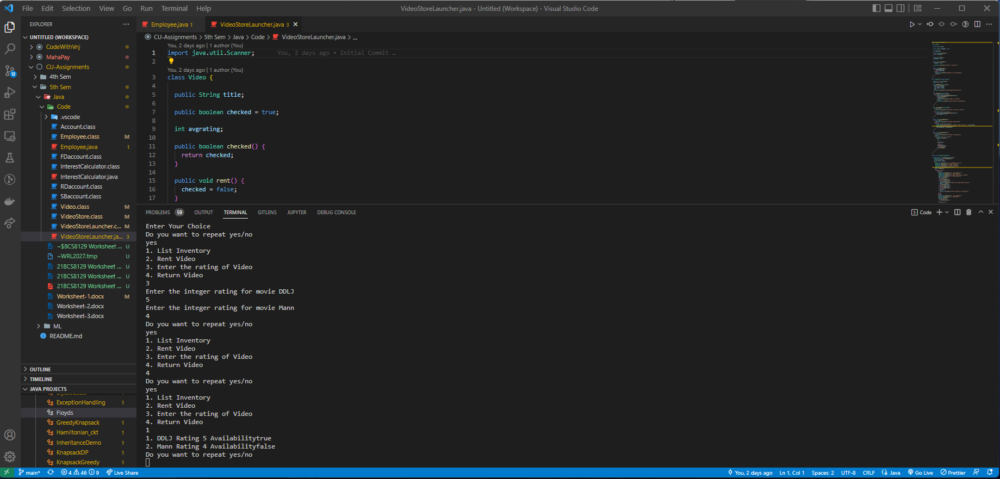 File Edit Selection View Go Run Terminal Help
VideoStoreLauncher.java - Untitled (Workspace) - Visual Studio Code
EXPLORER
UNTITLED (WORKSPACE)
CodeWithVnj
MahaPay
CU-Assignments
4th Sem
5th Sem
Java
Code
.vscode
Account.class
Employee.class M
Employee.java 1
FDaccount.class
InterestCalculator.class
InterestCalculator.java
RDaccount.class
SBaccount.class
Video.class M
VideoStore.class M
VideoStoreLauncher.c... M
VideoStoreLauncher.ja... 3
~$BCS8129 Worksheet ... U
~WRL2027.tmp U
21BCS8129 Worksheet ... U
21BCS8129 Worksheet ... U
21BCS8129 Worksheet ... U
Worksheet-1.docx M
Worksheet-2.docx
Worksheet-3.docx
ML
README.md
OUTLINE
TIMELINE
JAVA PROJECTS
ExceptionHandling 1
Floyds
GreedyKnapsack 1
Hamiltonian_ckt 1
InheritanceDemo 1
KnapsackDP 1
KnapsackGreedy 1
12
Employee.java 1
VideoStoreLauncher.java 3
CU-Assignments > 5th Sem > Java > Code > VideoStoreLauncher.java > ...
You, 2 days ago | 1 author (You)
1 import java.util.Scanner; You, 2 days ago • Initial Commit …
2
You, 2 days ago | 1 author (You)
3 class Video {
4
5 public String title;
6
7 public boolean checked = true;
8
9 int avgrating;
10
11 public boolean checked() {
12 return checked;
13 }
14
15 public void rent() {
16 checked = false;
17 }
PROBLEMS 59 OUTPUT TERMINAL GITLENS JUPYTER DEBUG CONSOLE
Code
Enter Your Choice
Do you want to repeat yes/no
yes
1. List Inventory
2. Rent Video
3. Enter the rating of Video
4. Return Video
3
Enter the integer rating for movie DDLJ
5
Enter the integer rating for movie Mann
4
Do you want to repeat yes/no
yes
1. List Inventory
2. Rent Video
3. Enter the rating of Video
4. Return Video
4
Do you want to repeat yes/no
yes
1. List Inventory
2. Rent Video
3. Enter the rating of Video
4. Return Video
1
1. DDLJ Rating 5 Availabilitytrue
2. Mann Rating 4 Availabilityfalse
Do you want to repeat yes/no
main* 4 46 9 Live Share
You, 2 days ago Ln 1, Col 1 Spaces: 2 UTF-8 CRLF Java Go Live Prettier